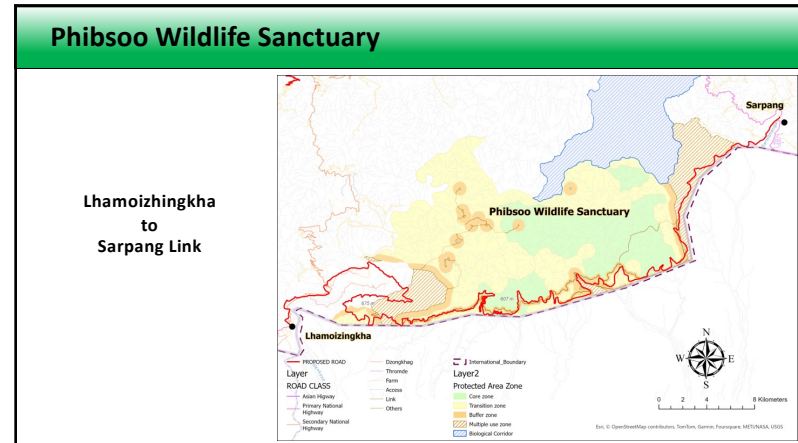 Phibsoo Wildlife Sanctuary
Lhamoizhingkha
to
Sarpang Link
Sarpang
Phibsoo Wildlife Sanctuary
675 m
607 m
Lhamoizingkha
PROPOSED ROAD
Layer
ROAD CLASS
Asian Higway
Primary National
Highway
Secondary National
Highway
Dzongkhag
Thromde
Farm
Access
Link
Others
International_Boundary
Layer2
Protected Area Zone
Core zone
Transition zone
Buffer zone
Multiple use zone
Biological Corridor
N
W E
S
0 2 4 8 Kilometers
Esri, © OpenStreetMap contributors, TomTom, Garmin, Foursquare, METI/NASA, USGS